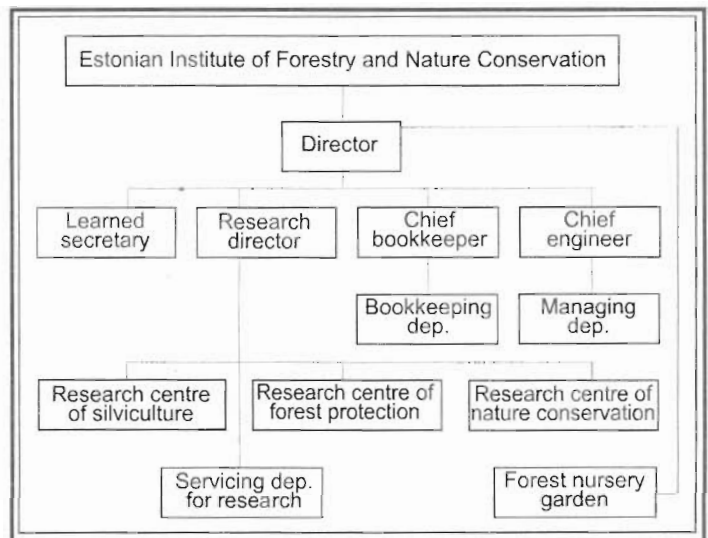 Estonian Institute of Forestry and Nature Conservation
Director
Learned
secretary
Research
director
Chief
bookkeeper
Chief
engineer
Bookkeeping
dep.
Managing
dep.
Research centre
of silviculture
Research centre of
forest protection
Research centre of
nature conservation
Servicing dep.
for research
Forest nursery
garden